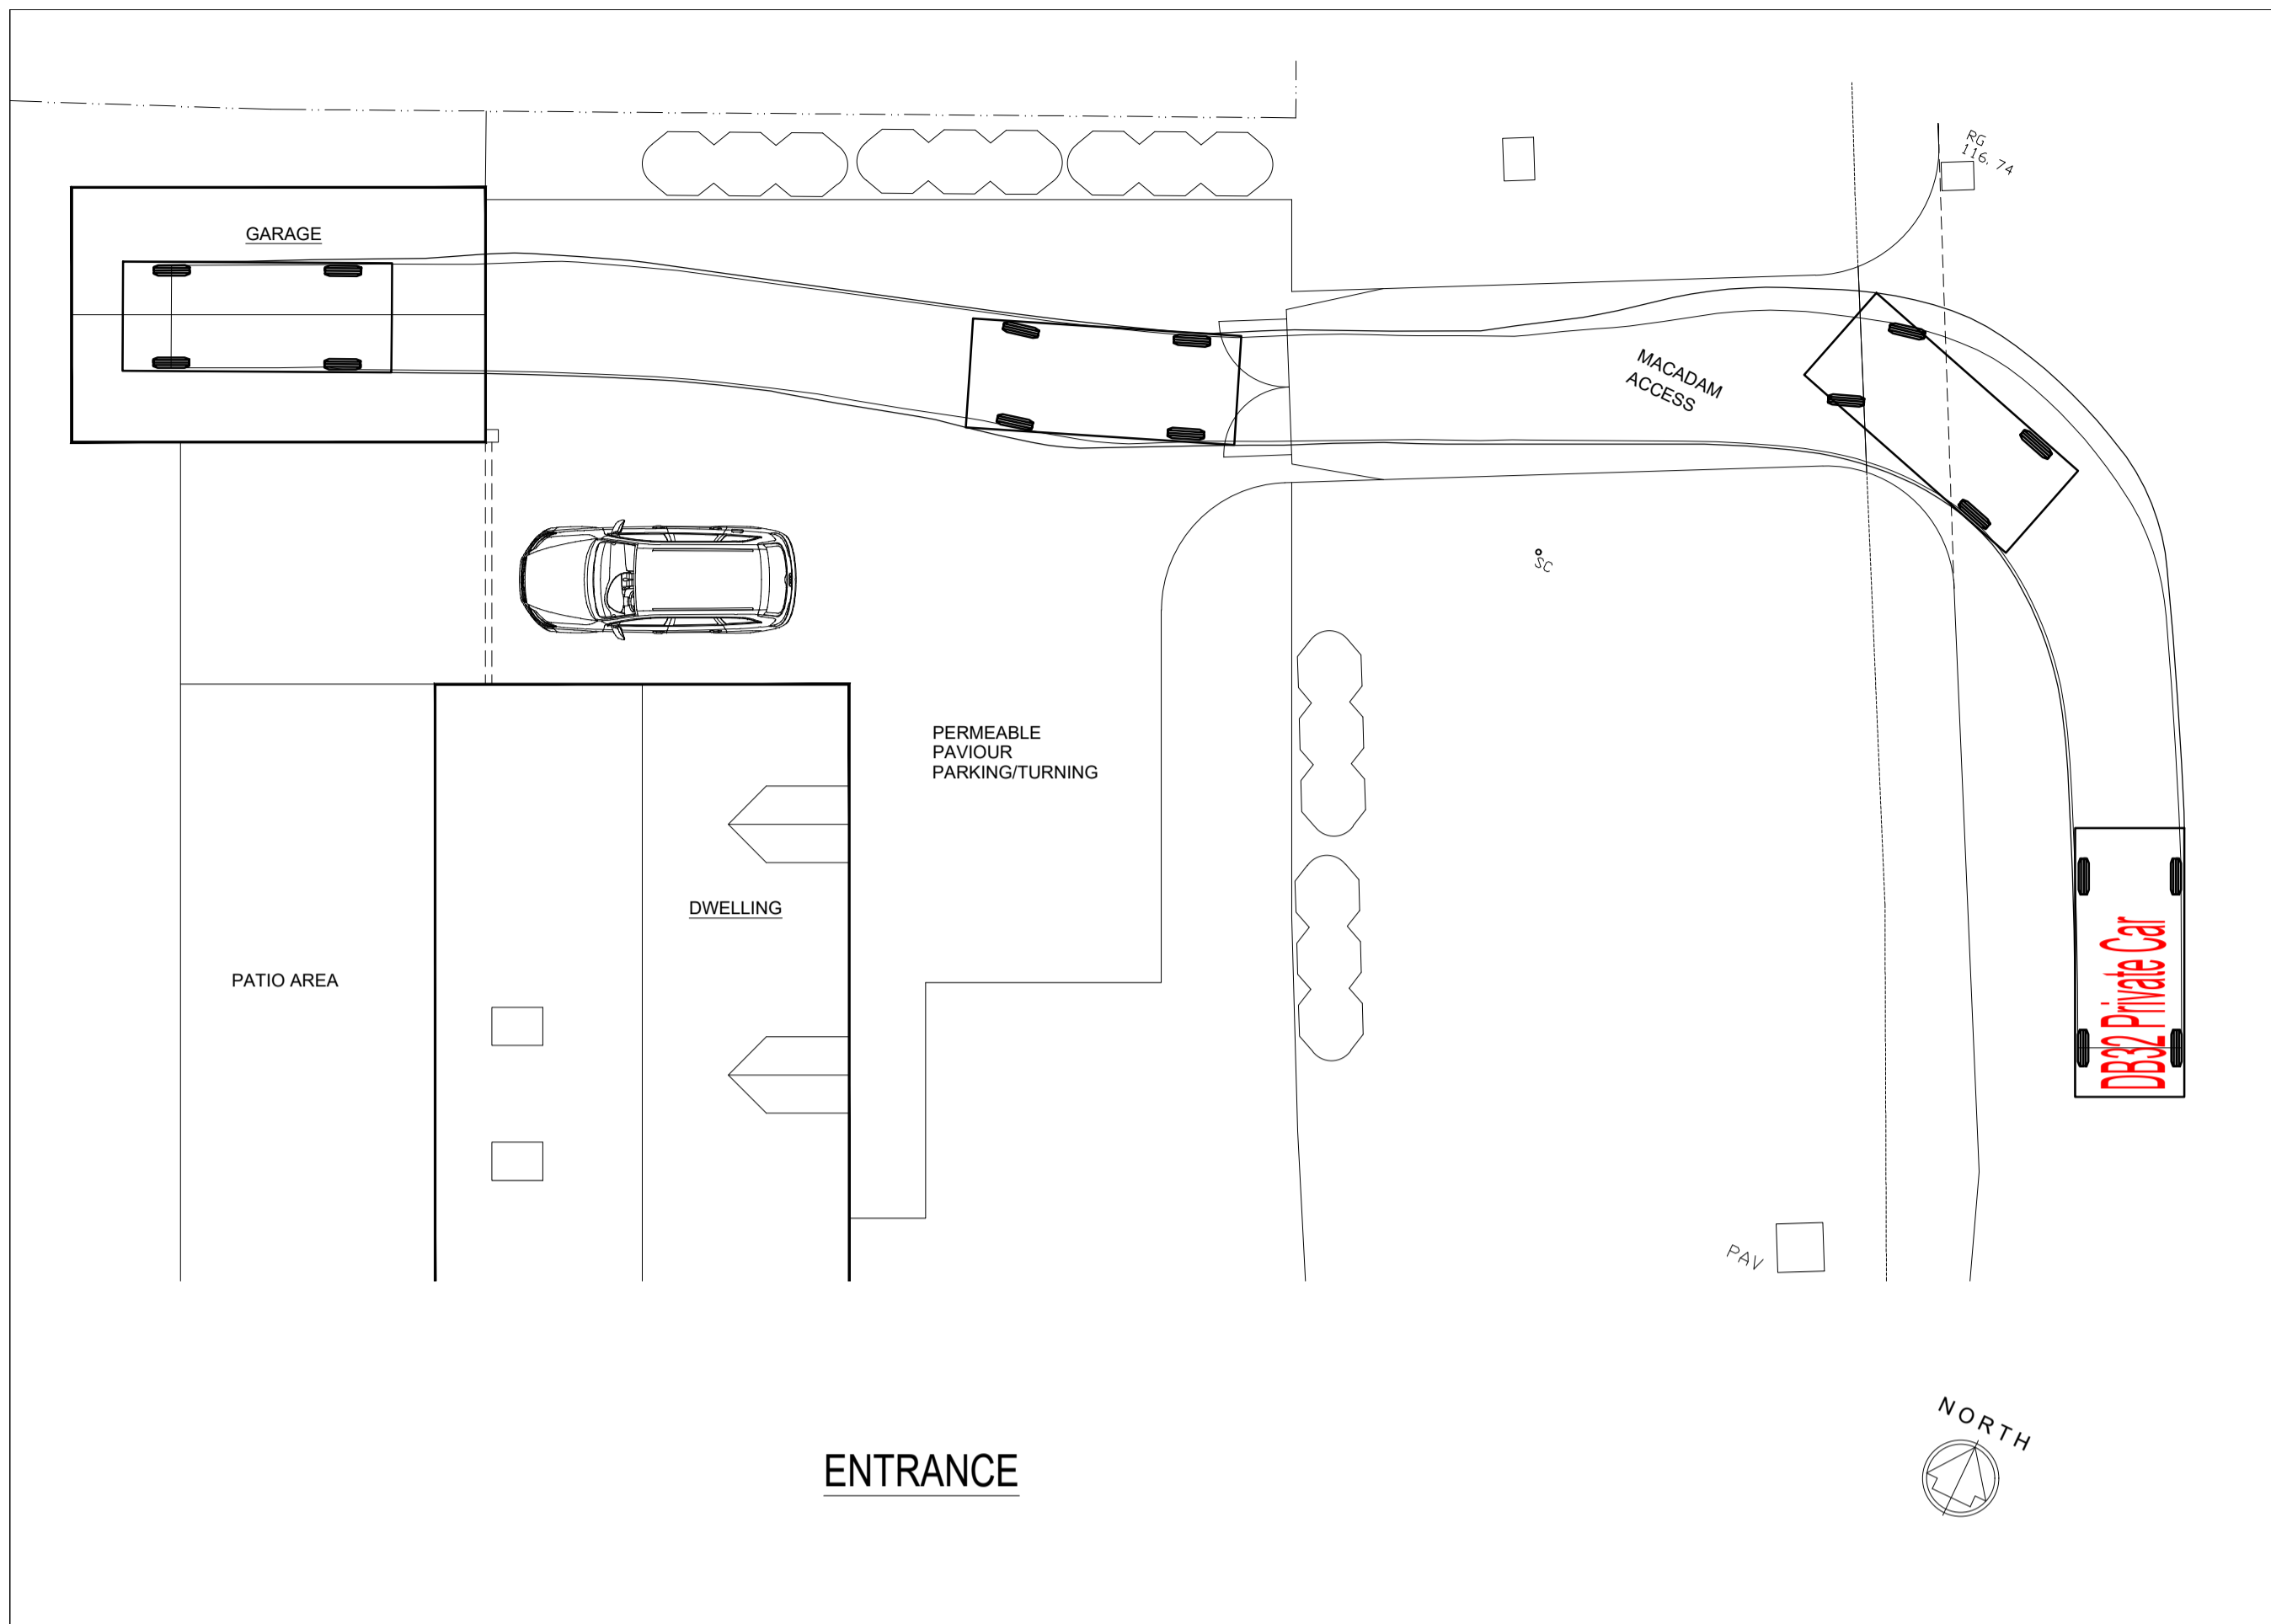 RG
116. 74
GARAGE
MACADAM
ACCESS
SC
PERMEABLE
PAVIOUR
PARKING/TURNING
DWELLING
PATIO AREA
DB32 Private Car
PAV
NORTH
ENTRANCE